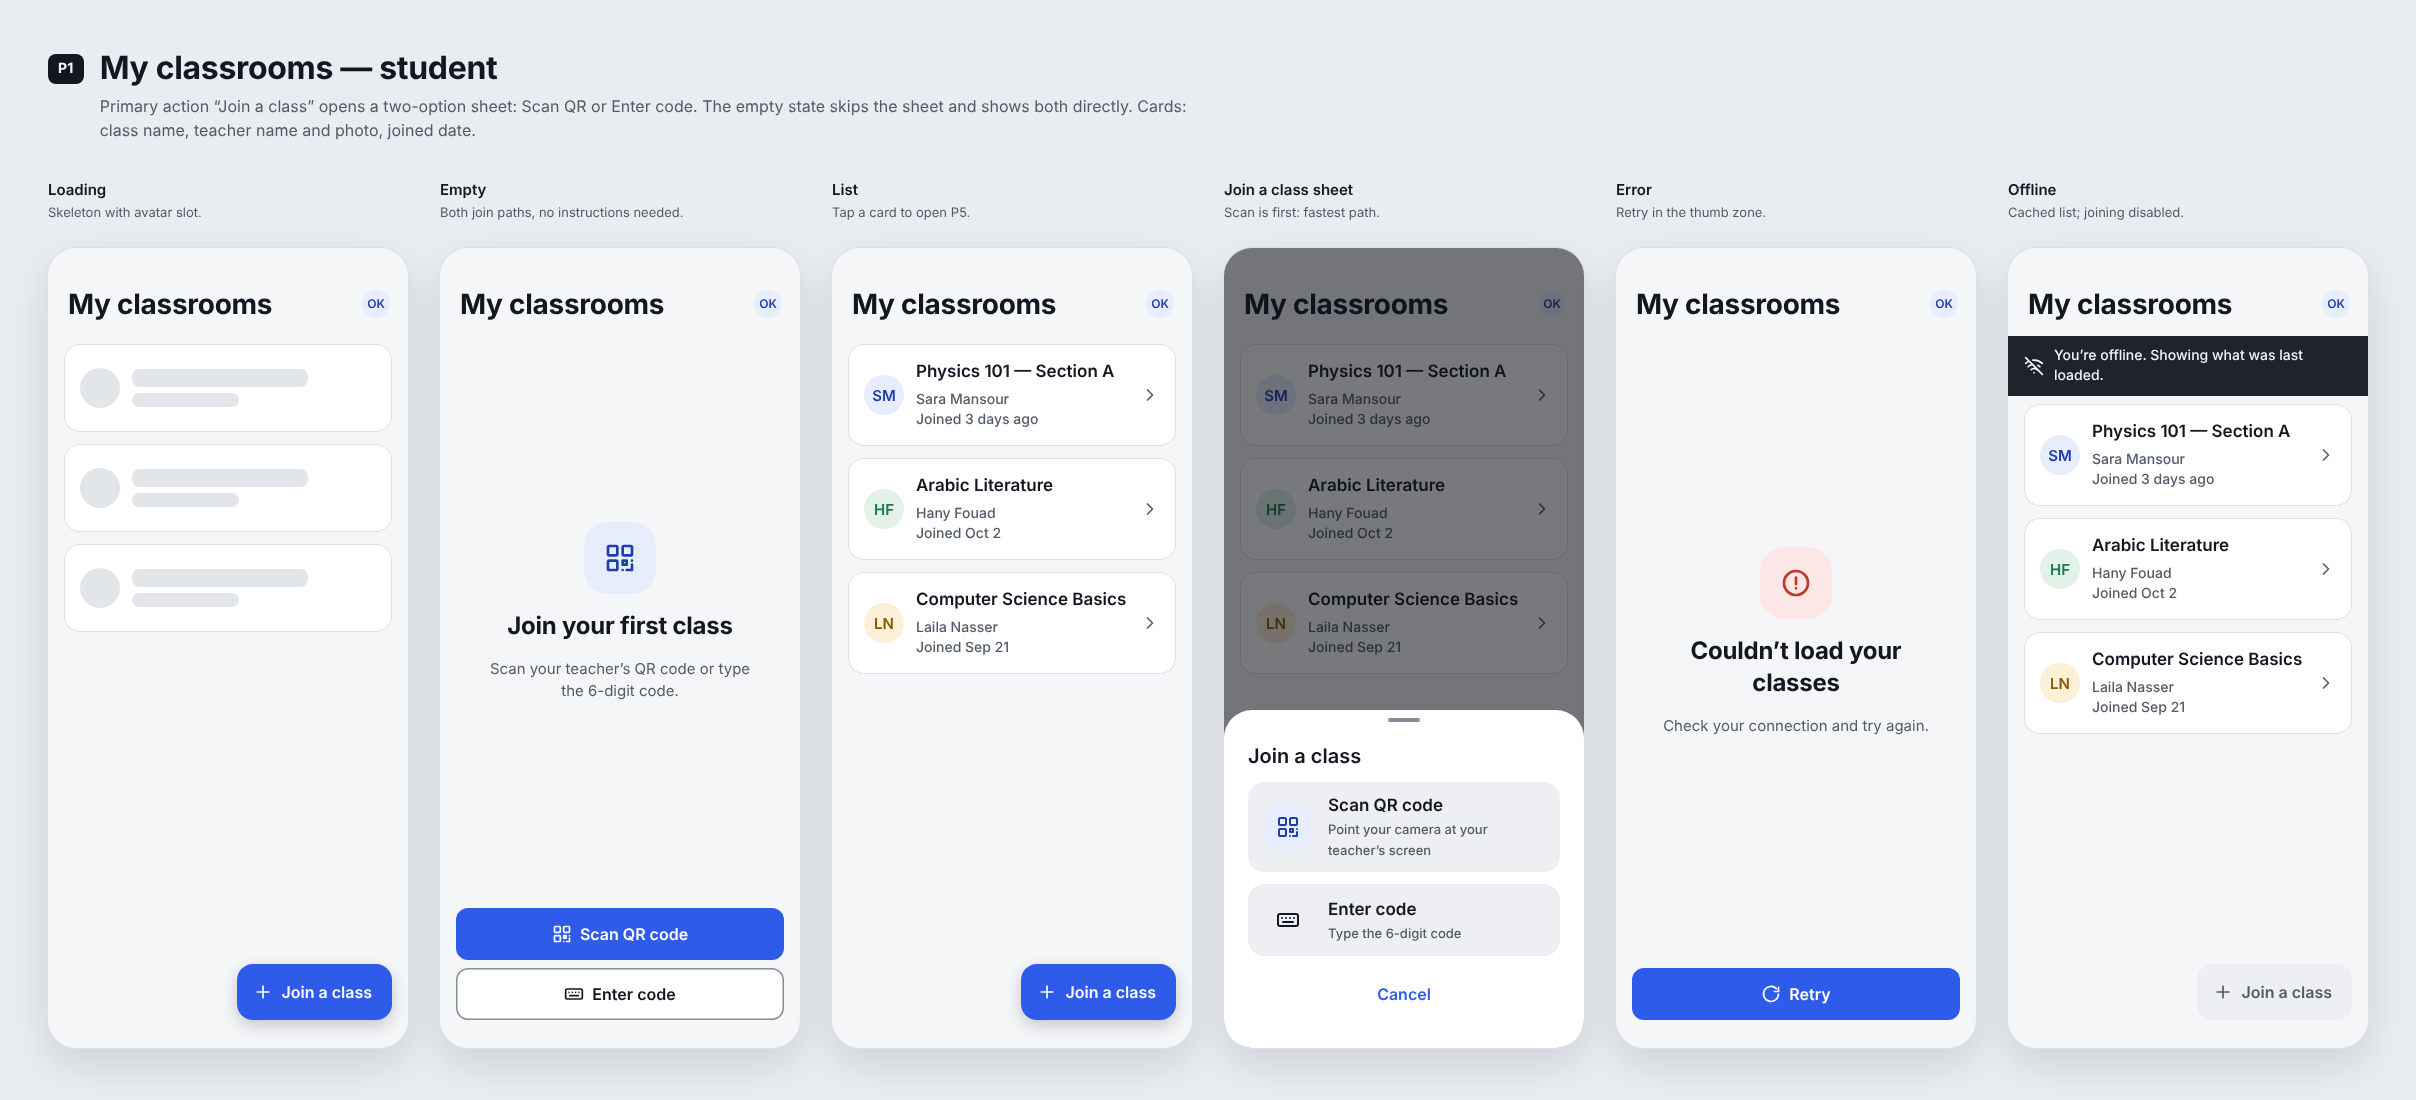 P1
My classrooms — student
Primary action “Join a class” opens a two-option sheet: Scan QR or Enter code. The empty state skips the sheet and shows both directly. Cards:
class name, teacher name and photo, joined date.
Loading
Skeleton with avatar slot.
My classrooms
OK
Join a class
Empty
Both join paths, no instructions needed.
My classrooms
OK
Join your first class
Scan your teacher’s QR code or type
the 6-digit code.
Scan QR code
Enter code
List
Tap a card to open P5.
My classrooms
OK
SM
Physics 101 — Section A
Sara Mansour
Joined 3 days ago
HF
Arabic Literature
Hany Fouad
Joined Oct 2
LN
Computer Science Basics
Laila Nasser
Joined Sep 21
Join a class
Join a class sheet
Scan is first: fastest path.
My classrooms
OK
SM
Physics 101 — Section A
Sara Mansour
Joined 3 days ago
HF
Arabic Literature
Hany Fouad
Joined Oct 2
LN
Computer Science Basics
Laila Nasser
Joined Sep 21
Join a class
Scan QR code
Point your camera at your
teacher’s screen
Enter code
Type the 6-digit code
Cancel
Error
Retry in the thumb zone.
My classrooms
OK
Couldn’t load your
classes
Check your connection and try again.
Retry
Offline
Cached list; joining disabled.
My classrooms
OK
You’re offline. Showing what was last
loaded.
SM
Physics 101 — Section A
Sara Mansour
Joined 3 days ago
HF
Arabic Literature
Hany Fouad
Joined Oct 2
LN
Computer Science Basics
Laila Nasser
Joined Sep 21
Join a class